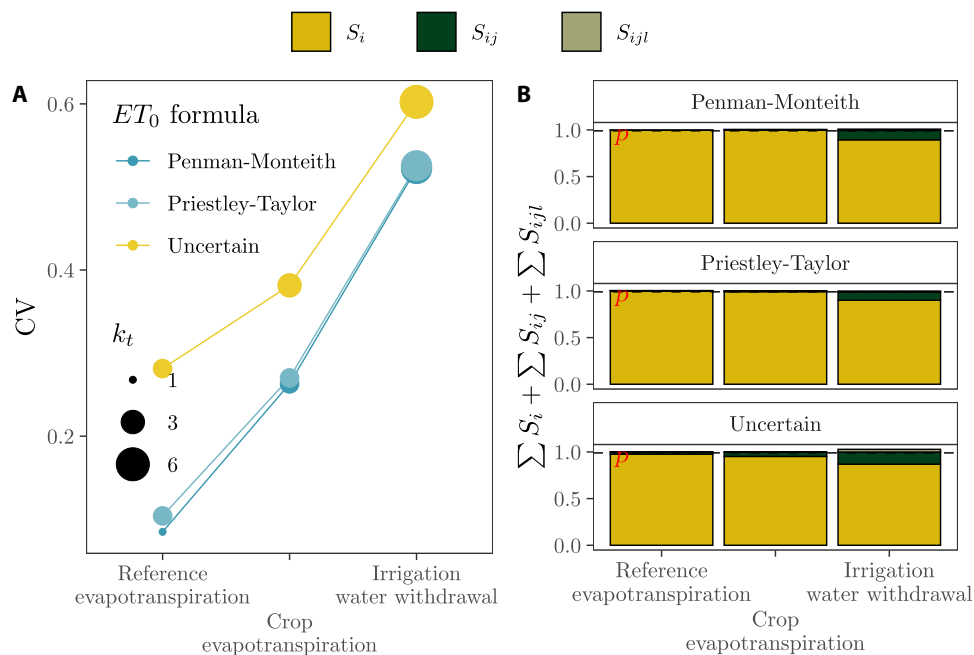 S_i S_ij S_ijl
A
ET_0 formula
Penman-Monteith
Priestley-Taylor
Uncertain
k_t
1
3
6
CV
0.6
0.4
0.2
Reference
evapotranspiration
Crop
evapotranspiration
Irrigation
water withdrawal
B
∑ S_i + ∑ S_ij + ∑ S_ijl
Penman-Monteith
1.0
0.5
0.0
p
Priestley-Taylor
1.0
0.5
0.0
p
Uncertain
1.0
0.5
0.0
p
Reference
evapotranspiration
Crop
evapotranspiration
Irrigation
water withdrawal